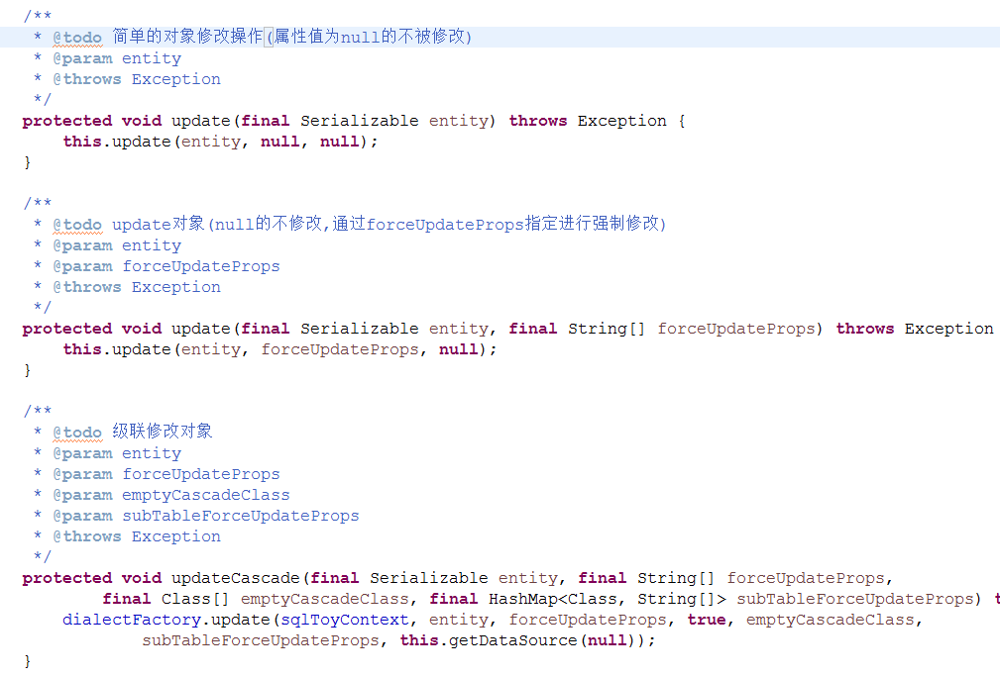 /**
 * @todo 简单的对象修改操作(属性值为null的不被修改)
 * @param entity
 * @throws Exception
 */
protected void update(final Serializable entity) throws Exception {
    this.update(entity, null, null);
}
/**
 * @todo update对象(null的不修改,通过forceUpdateProps指定进行强制修改)
 * @param entity
 * @param forceUpdateProps
 * @throws Exception
 */
protected void update(final Serializable entity, final String[] forceUpdateProps) throws Exception
    this.update(entity, forceUpdateProps, null);
}
/**
 * @todo 级联修改对象
 * @param entity
 * @param forceUpdateProps
 * @param emptyCascadeClass
 * @param subTableForceUpdateProps
 * @throws Exception
 */
protected void updateCascade(final Serializable entity, final String[] forceUpdateProps,
        final Class[] emptyCascadeClass, final HashMap<Class, String[]> subTableForceUpdateProps)
    dialectFactory.update(sqlToyContext, entity, forceUpdateProps, true, emptyCascadeClass,
            subTableForceUpdateProps, this.getDataSource(null));
}